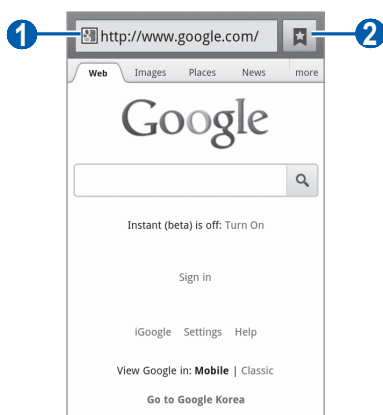 1
http://www.google.com/
2
Web Images Places News more
Google
Instant (beta) is off: Turn On
Sign in
iGoogle Settings Help
View Google in: Mobile | Classic
Go to Google Korea